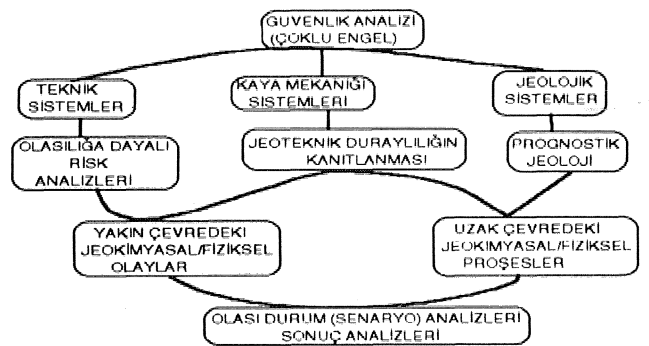 GUVENLIK ANALIZI
(ÇOKLU ENGEL)
TEKNIK
SISTEMLER
KAYA MEKANIĞI
SISTEMLERI
JEOLOJIK
SISTEMLER
OLASILIĞA DAYALI
RISK
ANALIZLERI
JEOTEKNIK DURAYLILIĞIN
KANITLANMASI
PROGNOSTIK
JEOLOJI
YAKIN ÇEVREDEKI
JEOKIMYASAL/FIZIKSEL
OLAYLAR
UZAK ÇEVREDEKI
JEOKIMYASAL/FIZIKSEL
PROŞESLER
OLASI DURUM (SENARYO) ANALIZLERI
SONUÇ ANALIZLERI